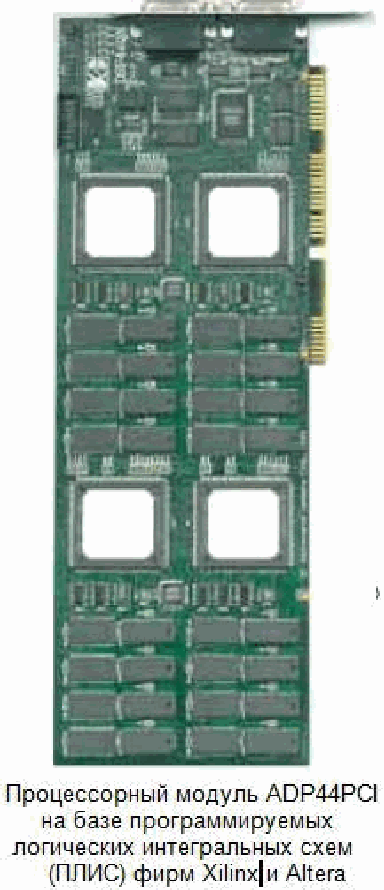 Процессорный модуль ADP44PCI
на базе программируемых
логических интегральных схем
(ПЛИС) фирм Xilinx и Altera